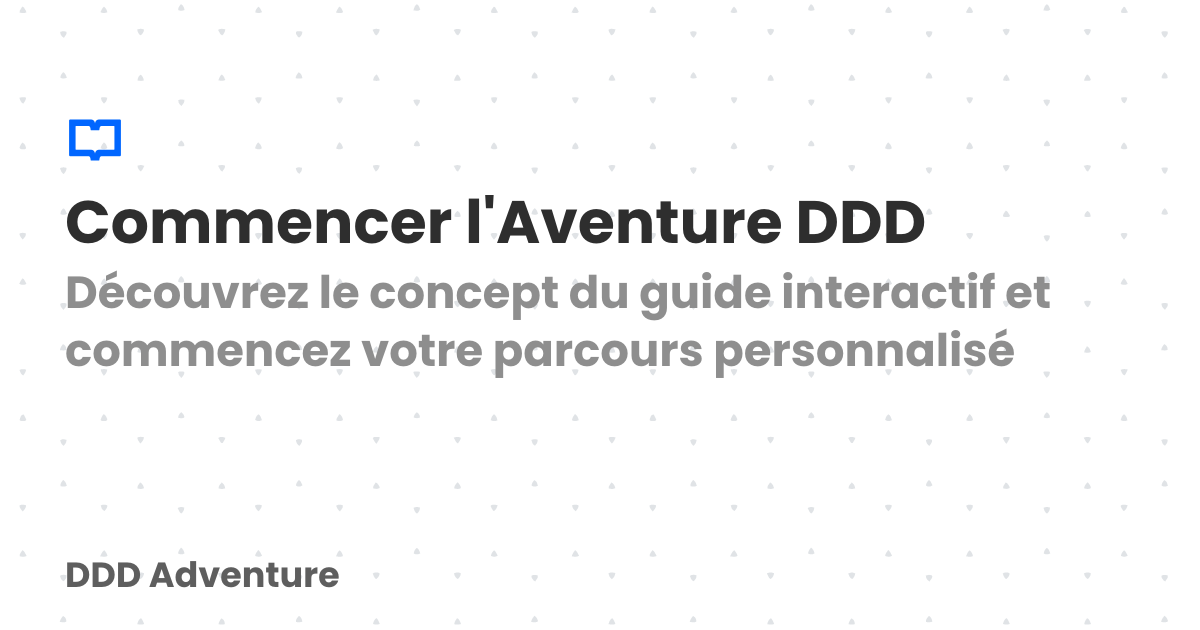 Commencer l'Aventure DDD
Découvrez le concept du guide interactif et
commencez votre parcours personnalisé
DDD Adventure